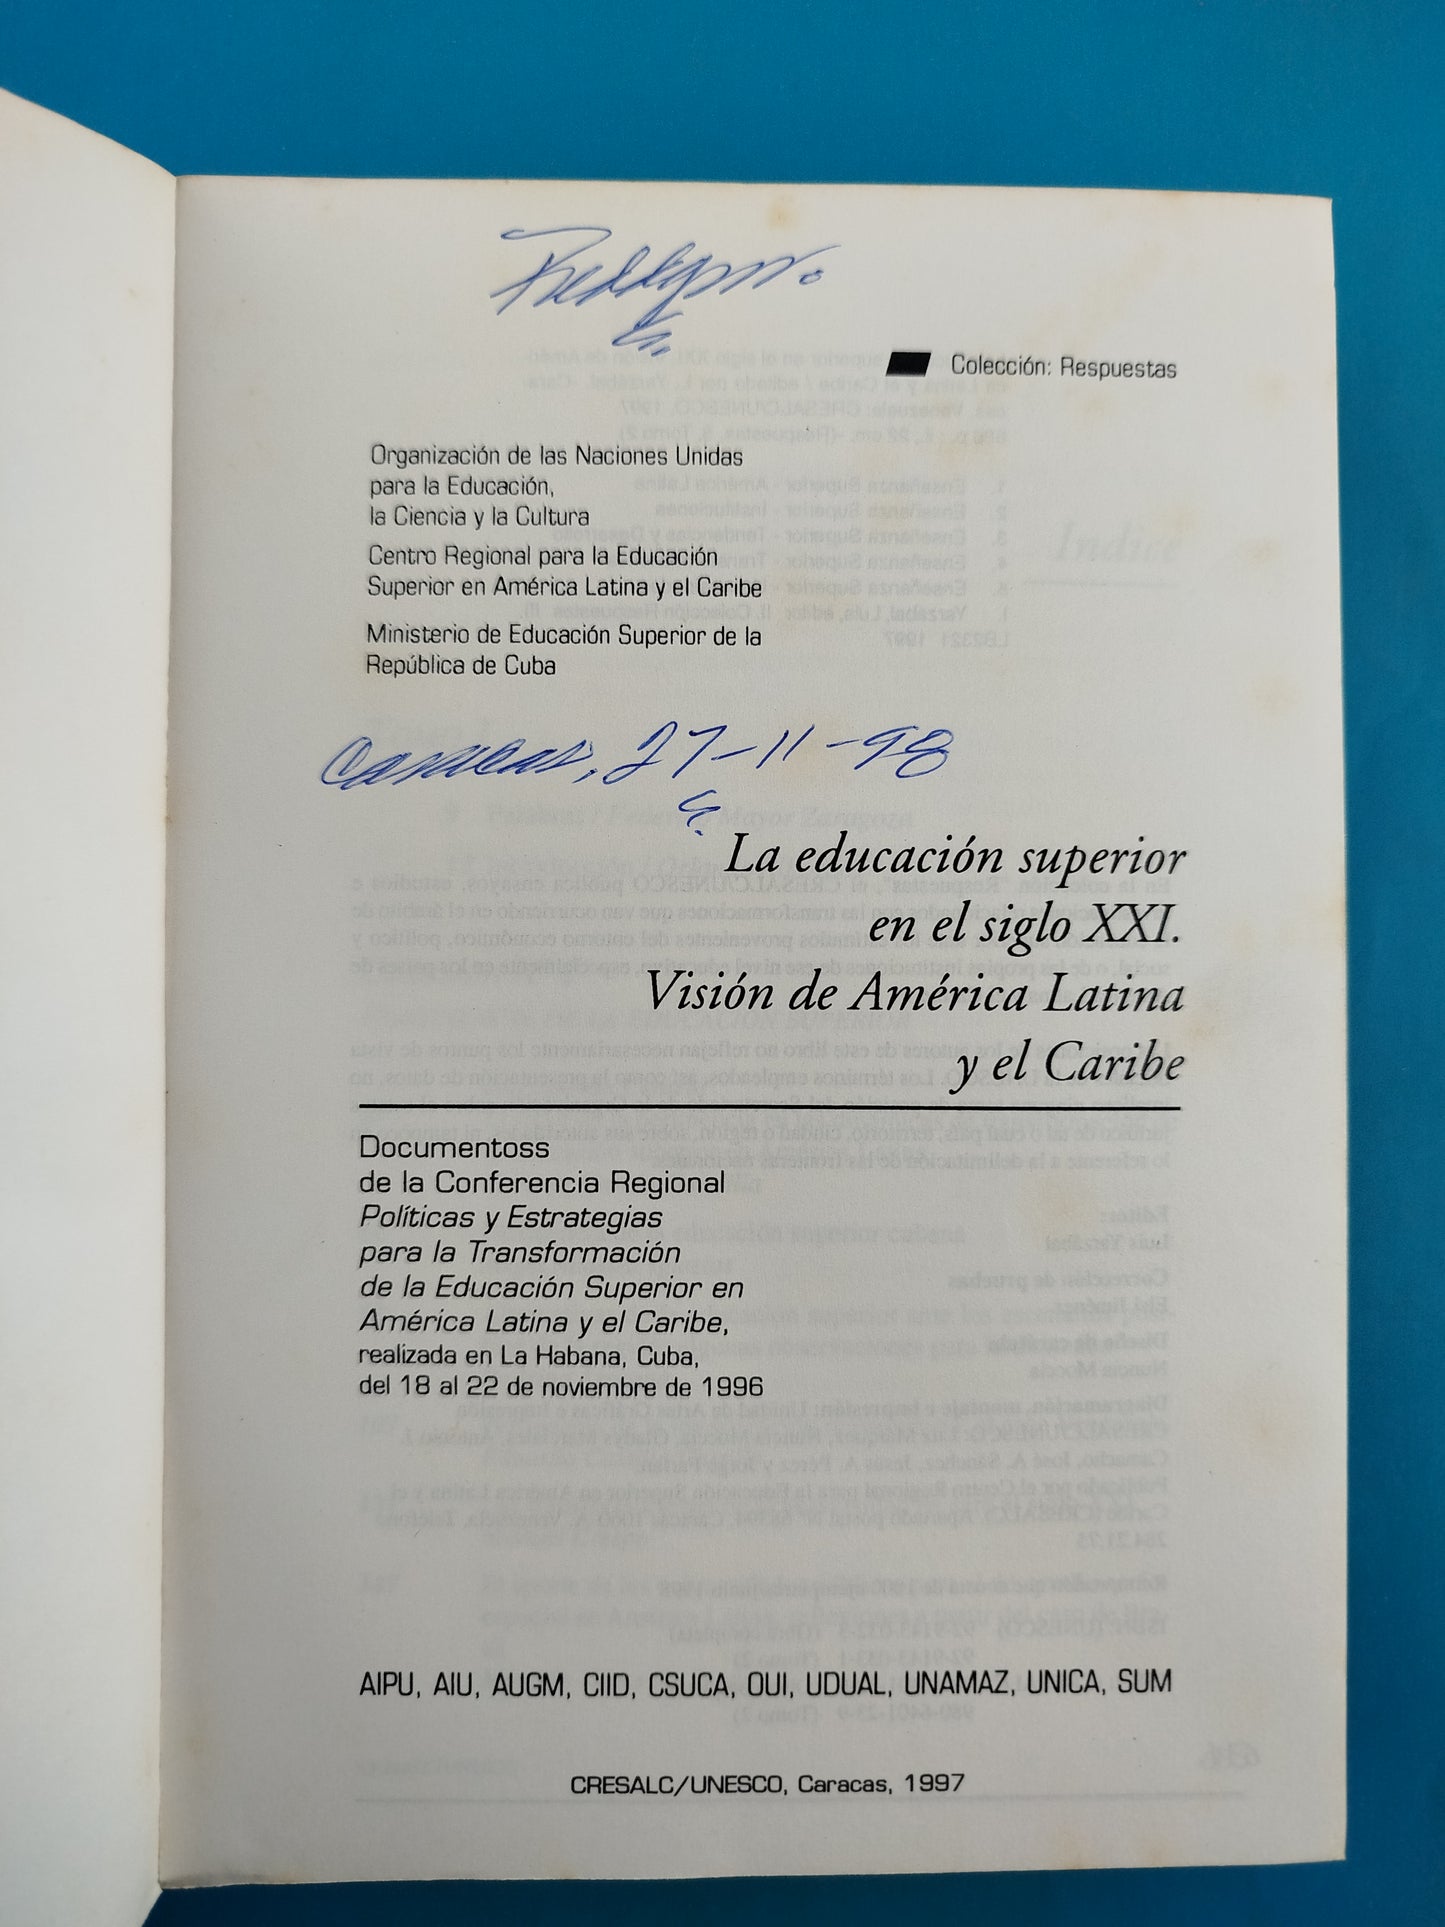 Colección: Respuestas
Organización de las Naciones Unidas
para la Educación,
la Ciencia y la Cultura
Centro Regional para la Educación
Superior en América Latina y el Caribe
Ministerio de Educación Superior de la
República de Cuba
Caracas, 27-11-98
La educación superior
en el siglo XXI.
Visión de América Latina
y el Caribe
Documentoss
de la Conferencia Regional
Políticas y Estrategias
para la Transformación
de la Educación Superior en
América Latina y el Caribe,
realizada en La Habana, Cuba,
del 18 al 22 de noviembre de 1996
AIPU, AIU, AUGM, CIID, CSUCA, OUI, UDUAL, UNAMAZ, UNICA, SUM
CRESALC/UNESCO, Caracas, 1997